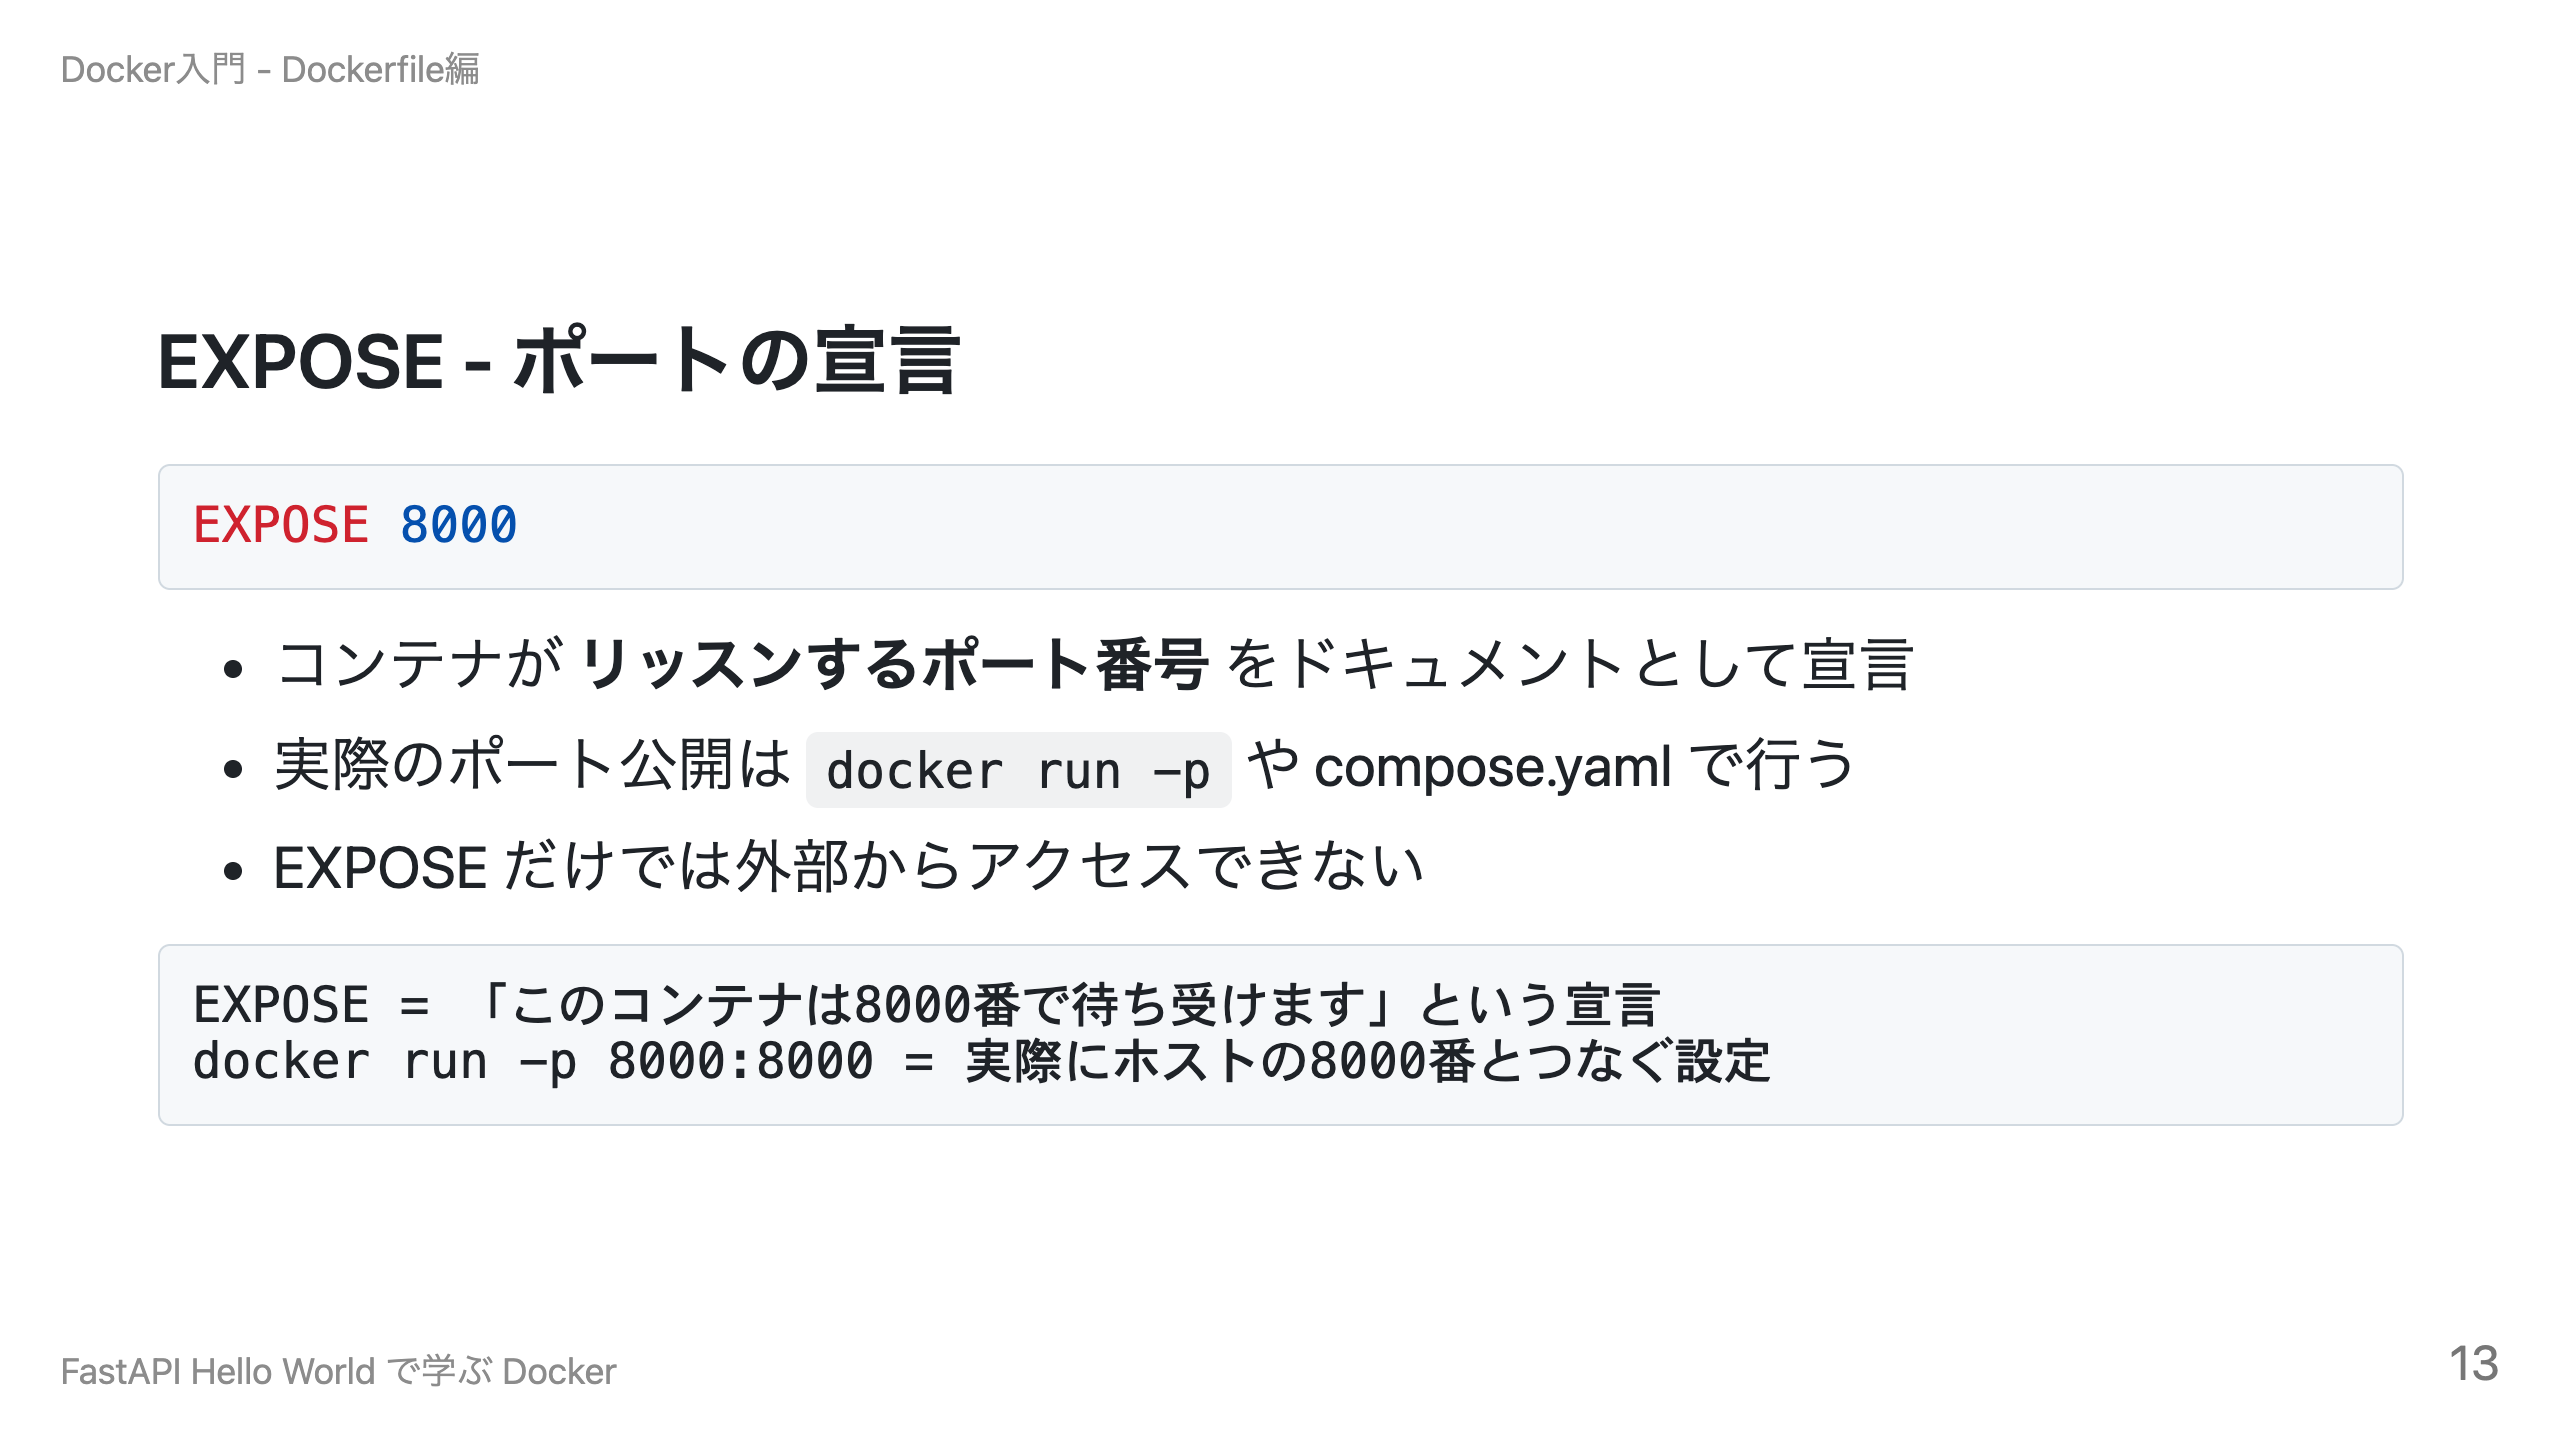 Docker入門 - Dockerfile編
EXPOSE - ポートの宣言
EXPOSE 8000
• コンテナが リッスンするポート番号 をドキュメントとして宣言
• 実際のポート公開は docker run -p や compose.yaml で行う
• EXPOSE だけでは外部からアクセスできない
EXPOSE = 「このコンテナは8000番で待ち受けます」という宣言
docker run -p 8000:8000 = 実際にホストの8000番とつなぐ設定
FastAPI Hello World で学ぶ Docker
13